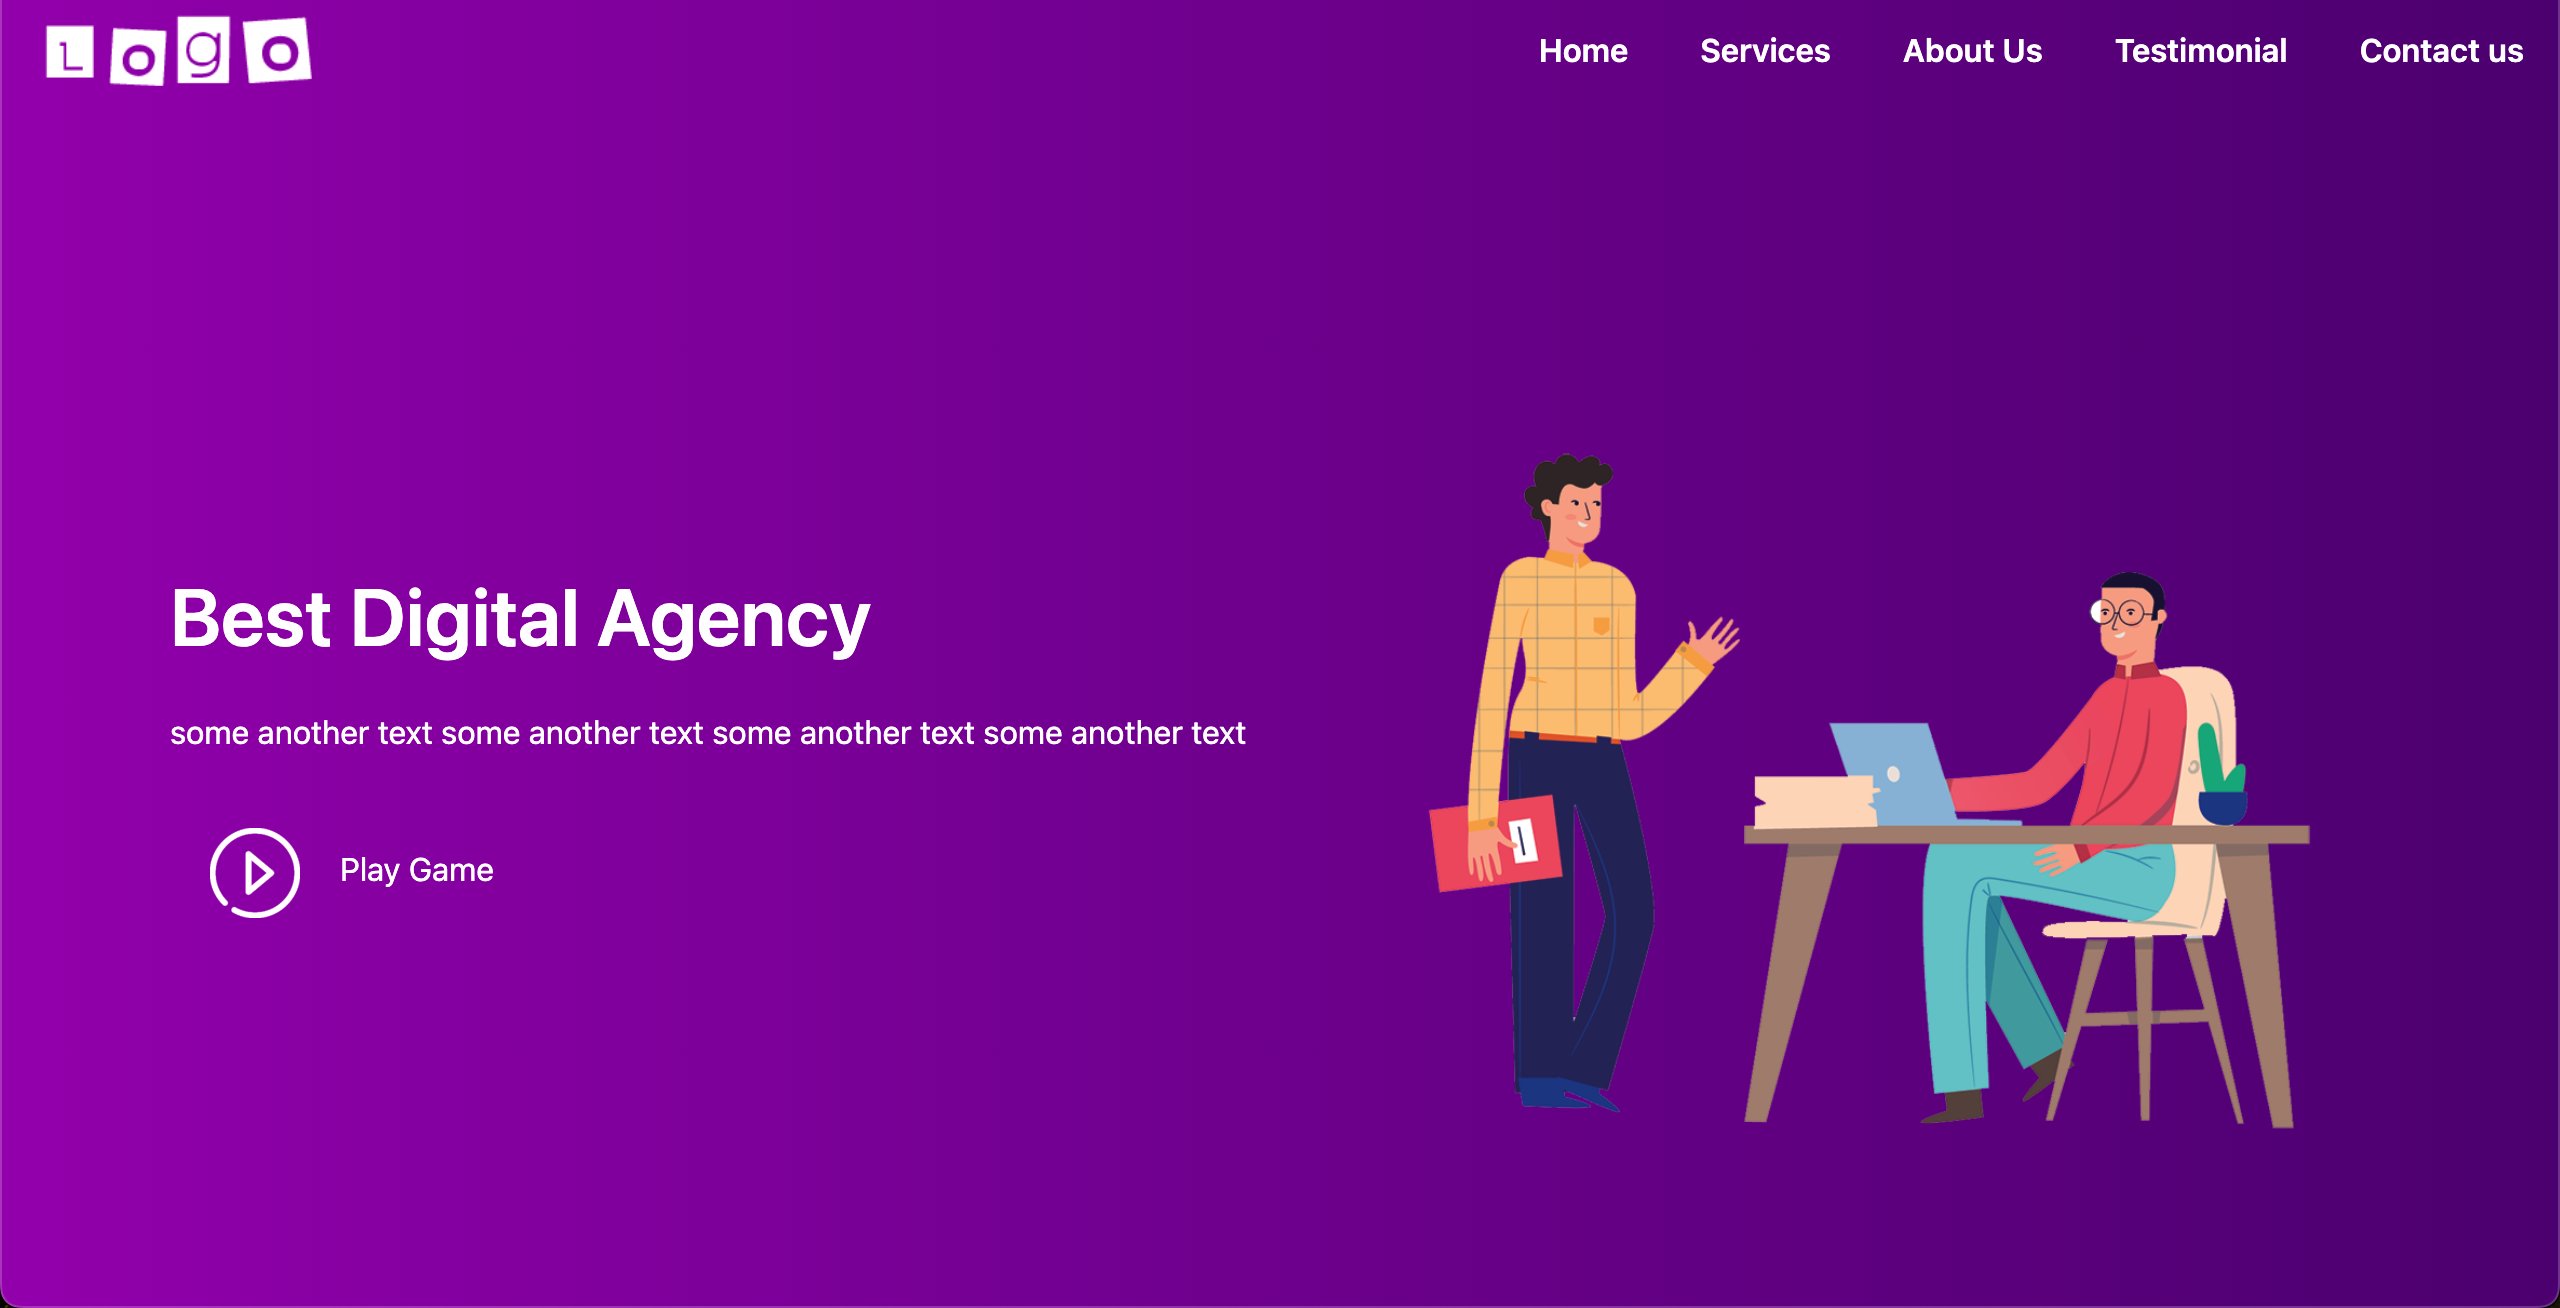 Logo
Home Services About Us Testimonial Contact us
Best Digital Agency
some another text some another text some another text some another text
Play Game